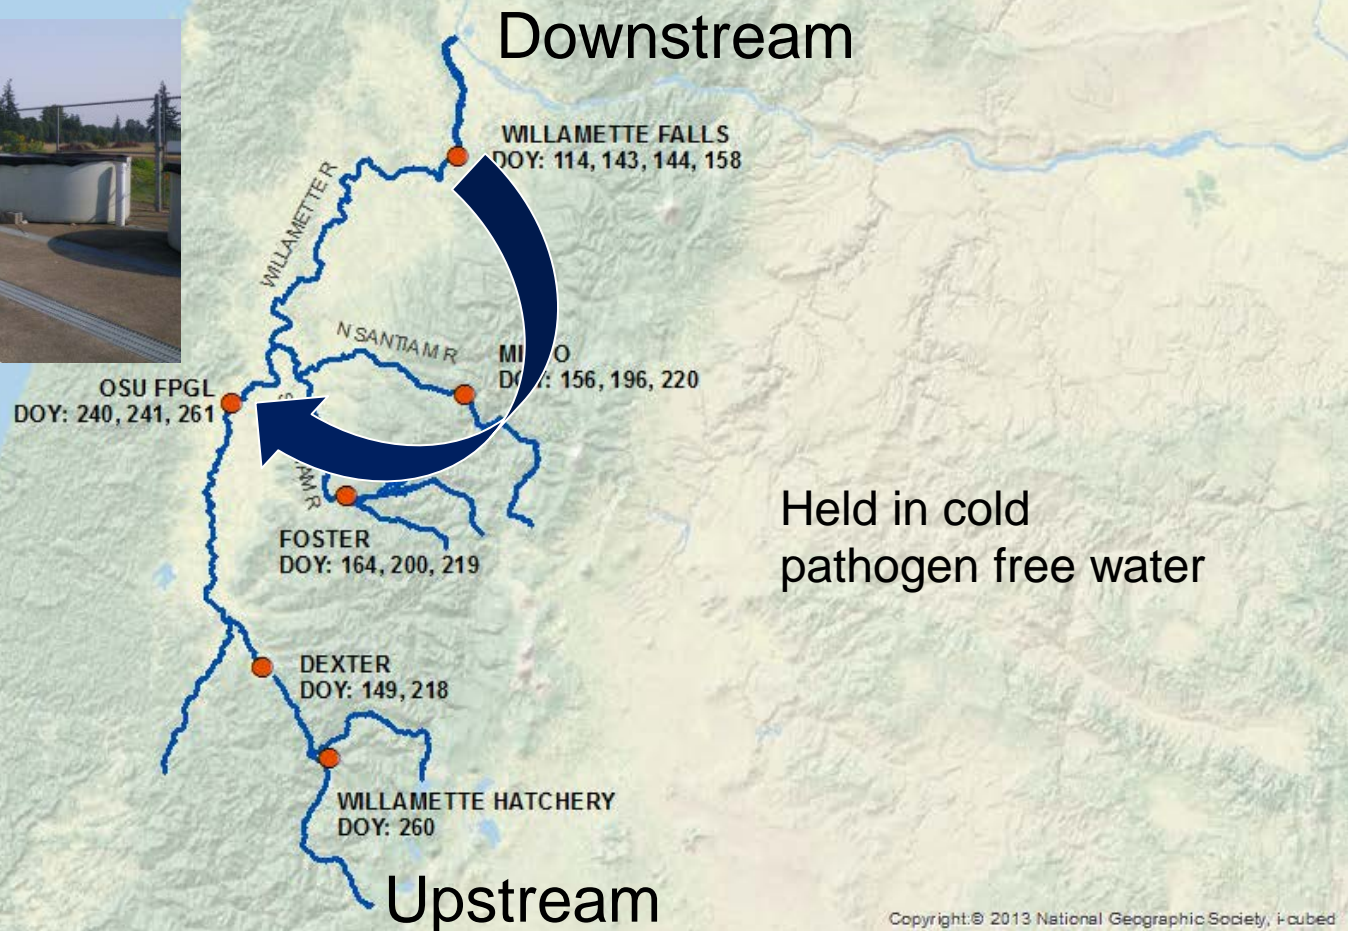 Downstream
WILLAMETTE FALLS
DOY: 114, 143, 144, 158
WILLAMETTE R
N SANTIAM R
DOY: 156, 196, 220
OSU FPGL
DOY: 240, 241, 261
FOSTER
DOY: 164, 200, 219
Held in cold
pathogen free water
DEXTER
DOY: 149, 218
WILLAMETTE HATCHERY
DOY: 260
Upstream
Copyright:© 2013 National Geographic Society, i-cubed